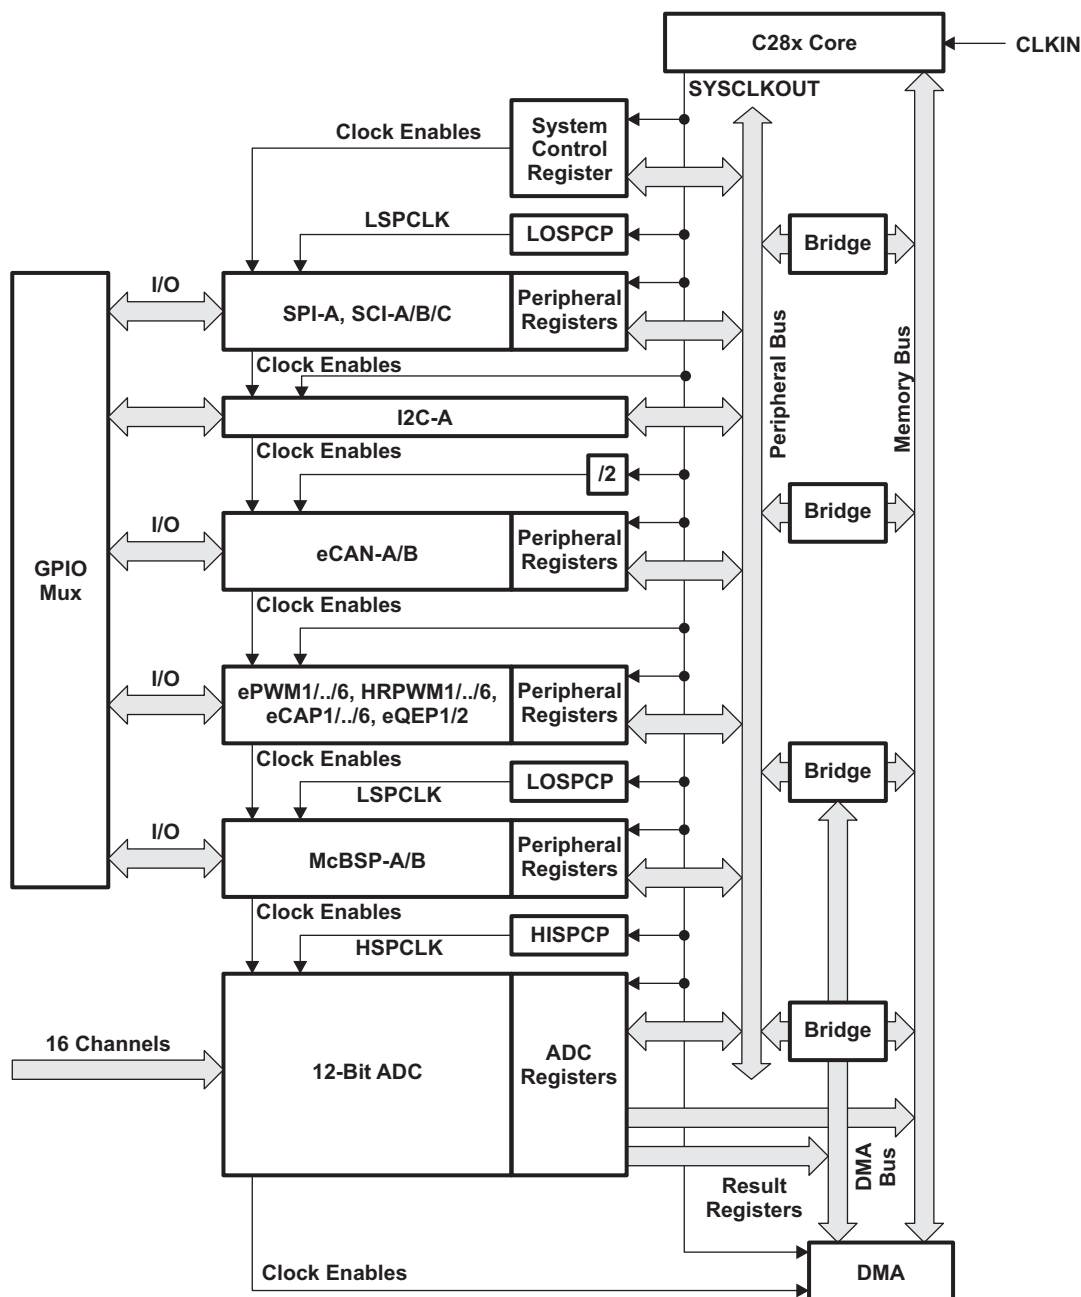 C28x Core
CLKIN
SYSCLKOUT
Clock Enables
System
Control
Register
LSPCLK
LOSPCP
Bridge
I/O
SPI-A, SCI-A/B/C
Peripheral
Registers
Clock Enables
Peripheral Bus
Memory Bus
I2C-A
Clock Enables
/2
Bridge
I/O
eCAN-A/B
Peripheral
Registers
GPIO
Mux
Clock Enables
I/O
ePWM1/../6, HRPWM1/../6,
eCAP1/../6, eQEP1/2
Peripheral
Registers
Clock Enables
LSPCLK
LOSPCP
Bridge
I/O
McBSP-A/B
Peripheral
Registers
Clock Enables
HSPCLK
HISPCP
16 Channels
12-Bit ADC
ADC
Registers
Bridge
DMA
Bus
Result
Registers
Clock Enables
DMA